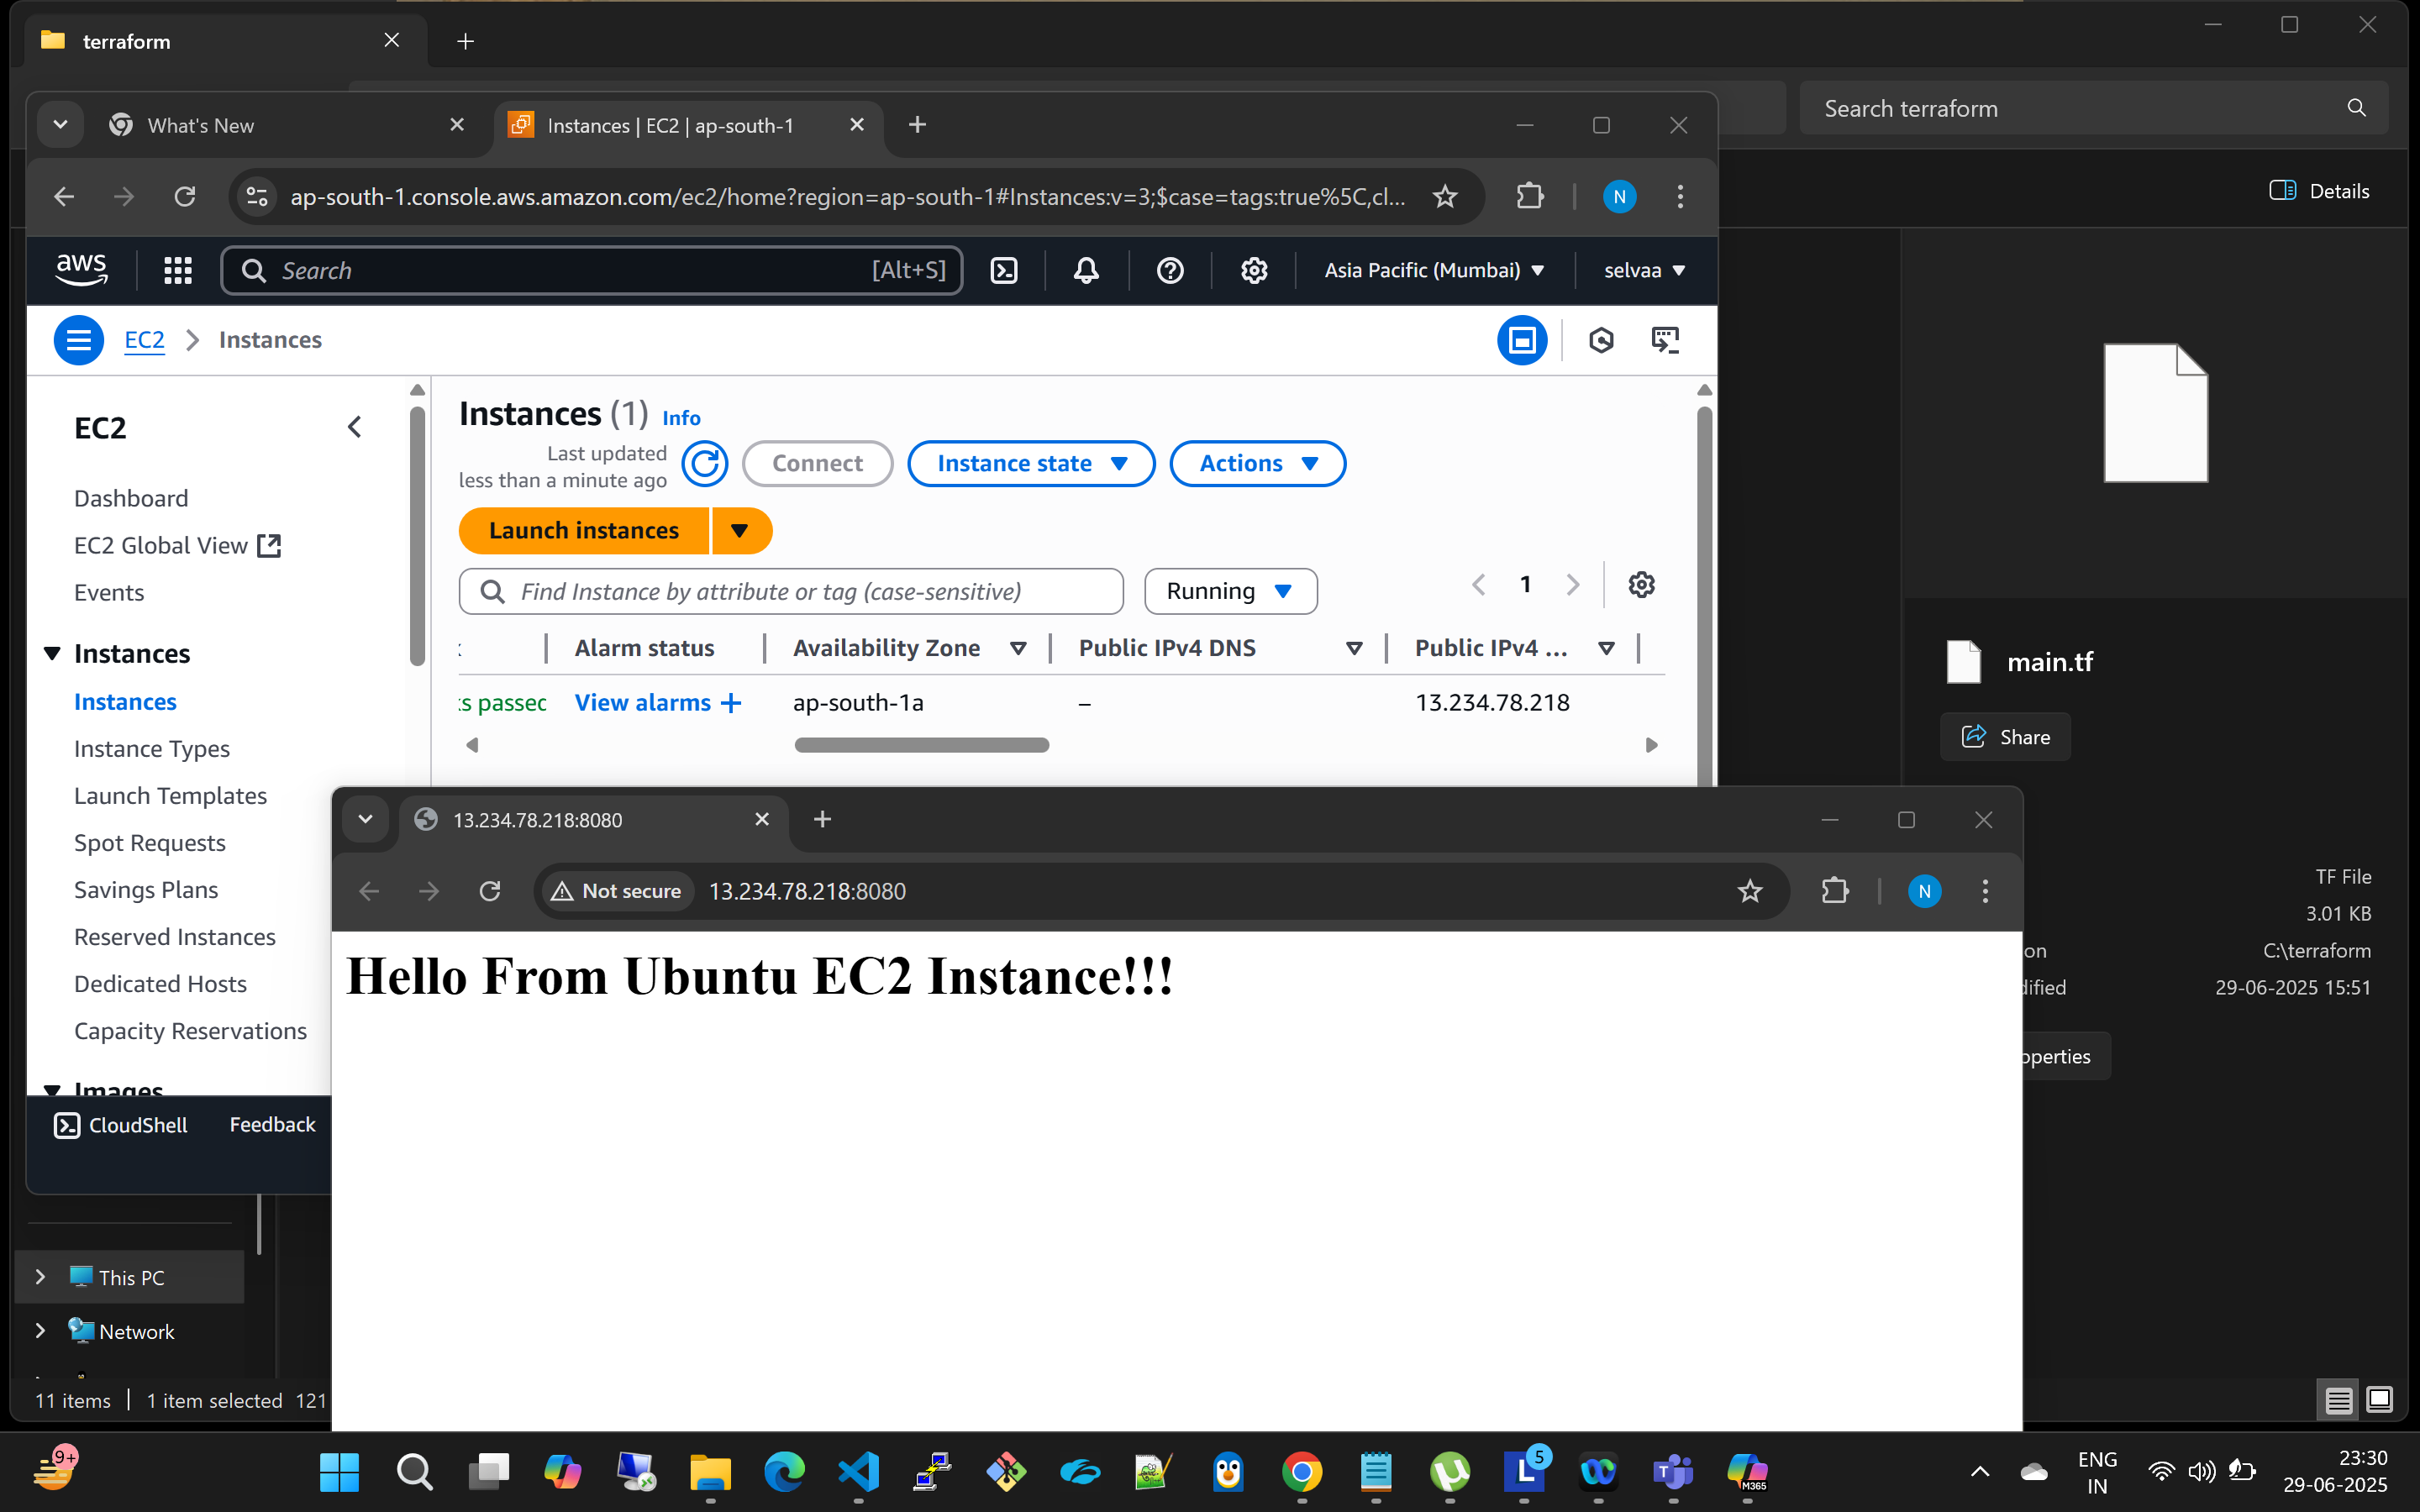 terraform
Search terraform
What's New
Instances | EC2 | ap-south-1
ap-south-1.console.aws.amazon.com/ec2/home?region=ap-south-1#Instances:v=3;$case=tags:true%5C,cl...
N
Details
aws
Search
[Alt+S]
Asia Pacific (Mumbai)
selvaa
EC2
Instances
EC2
Dashboard
EC2 Global View
Events
Instances
Instances
Instance Types
Launch Templates
Spot Requests
Savings Plans
Reserved Instances
Dedicated Hosts
Capacity Reservations
Images
CloudShell
Feedback
Instances (1) Info
Last updated
less than a minute ago
Connect
Instance state
Actions
Launch instances
Find Instance by attribute or tag (case-sensitive)
Running
1
Alarm status
Availability Zone
Public IPv4 DNS
Public IPv4 ...
passed
View alarms +
ap-south-1a
–
13.234.78.218
13.234.78.218:8080
Not secure
13.234.78.218:8080
N
Hello From Ubuntu EC2 Instance!!!
main.tf
Share
TF File
3.01 KB
on
C:\terraform
dified
29-06-2025 15:51
operties
This PC
Network
11 items
1 item selected 121
9+
L
5
M365
ENG
IN
23:30
29-06-2025